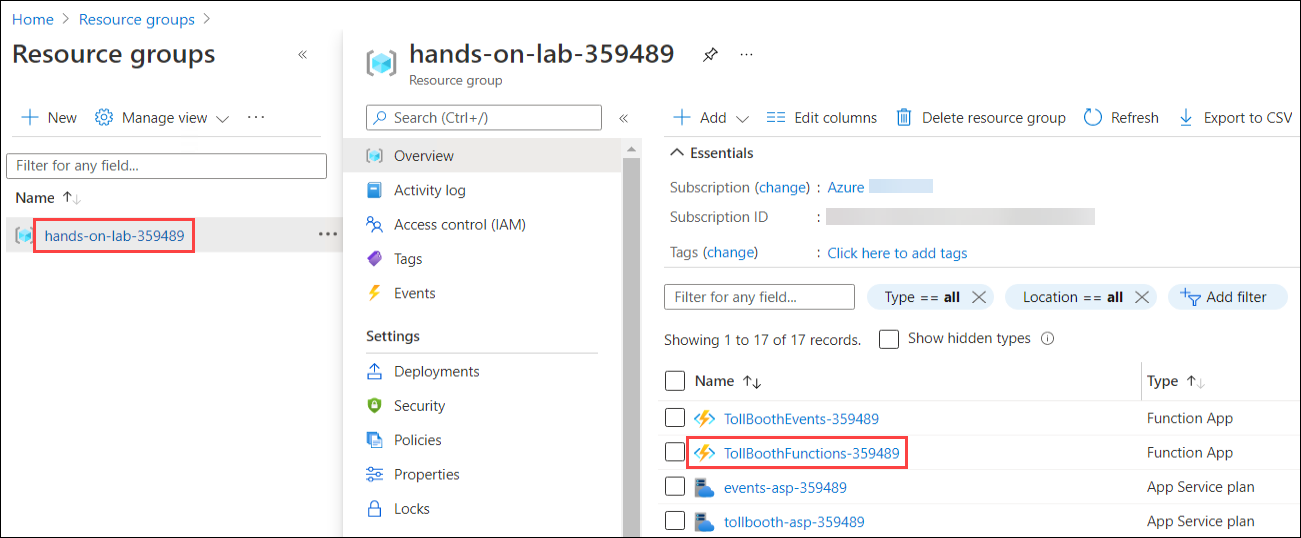 Home > Resource groups >
Resource groups «
+ New Manage view ...
Filter for any field...
Name ↑↓
hands-on-lab-359489 ...
hands-on-lab-359489 ...
Resource group
Search (Ctrl+/) «
Overview
Activity log
Access control (IAM)
Tags
Events
Settings
Deployments
Security
Policies
Properties
Locks
+ Add Edit columns Delete resource group Refresh Export to CSV
Essentials
Subscription (change) : Azure
Subscription ID :
Tags (change) : Click here to add tags
Filter for any field... Type == all × Location == all × Add filter
Showing 1 to 17 of 17 records. Show hidden types
Name ↑↓ Type ↑↓
TollBoothEvents-359489 Function App
TollBoothFunctions-359489 Function App
events-asp-359489 App Service plan
tollbooth-asp-359489 App Service plan